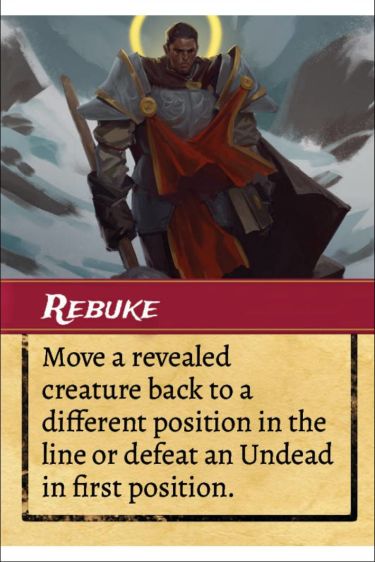 Rebuke
Move a revealed
creature back to a
different position in the
line or defeat an Undead
in first position.